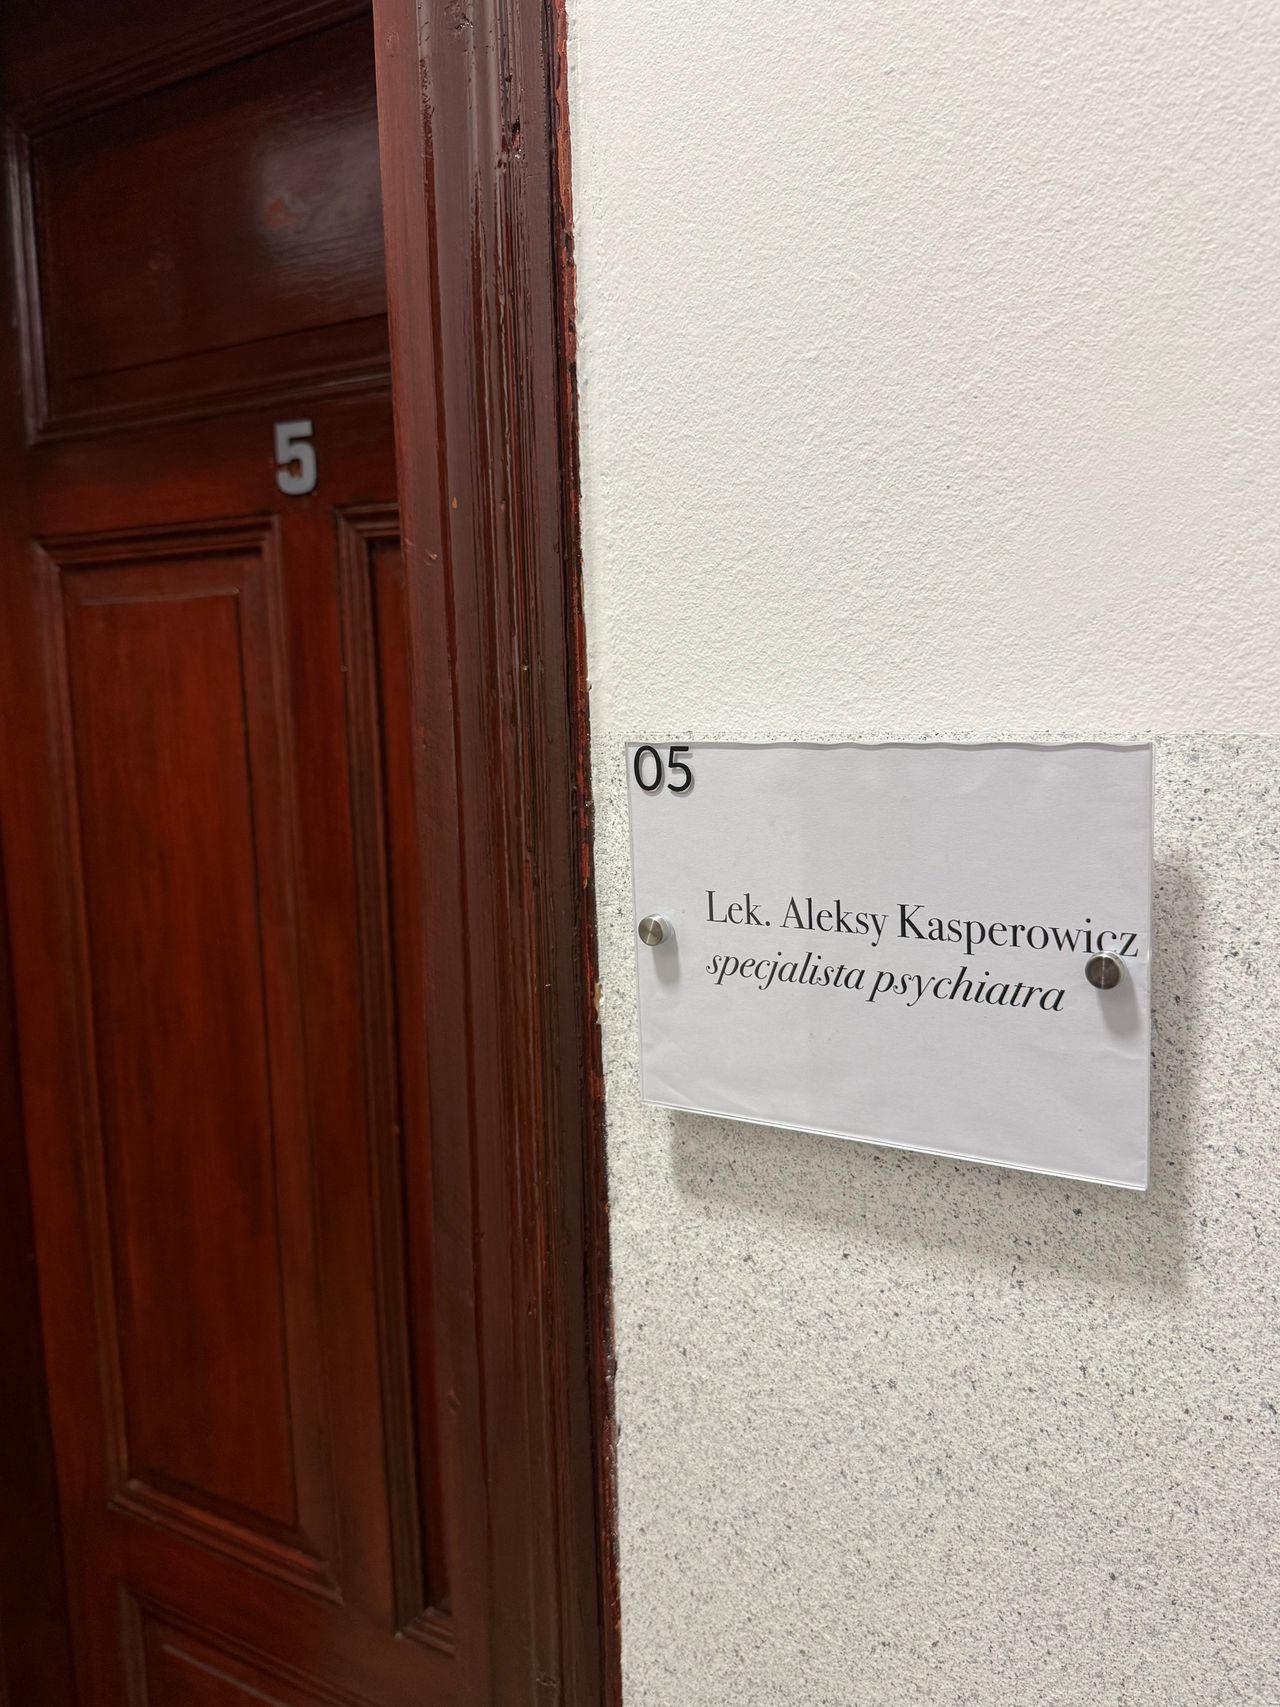 5
05
Lek. Aleksy Kasperowicz
specjalista psychiatra